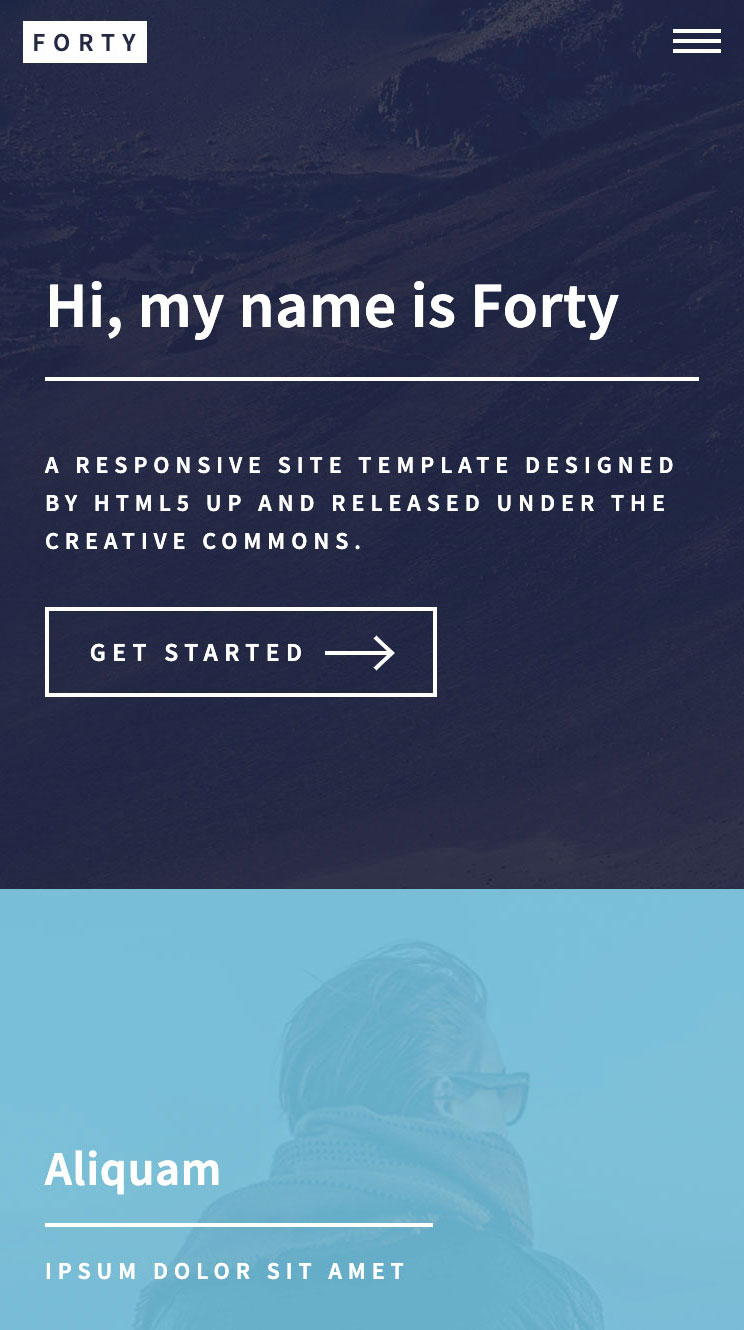 FORTY
Hi, my name is Forty
A RESPONSIVE SITE TEMPLATE DESIGNED
BY HTML5 UP AND RELEASED UNDER THE
CREATIVE COMMONS.
GET STARTED
Aliquam
IPSUM DOLOR SIT AMET